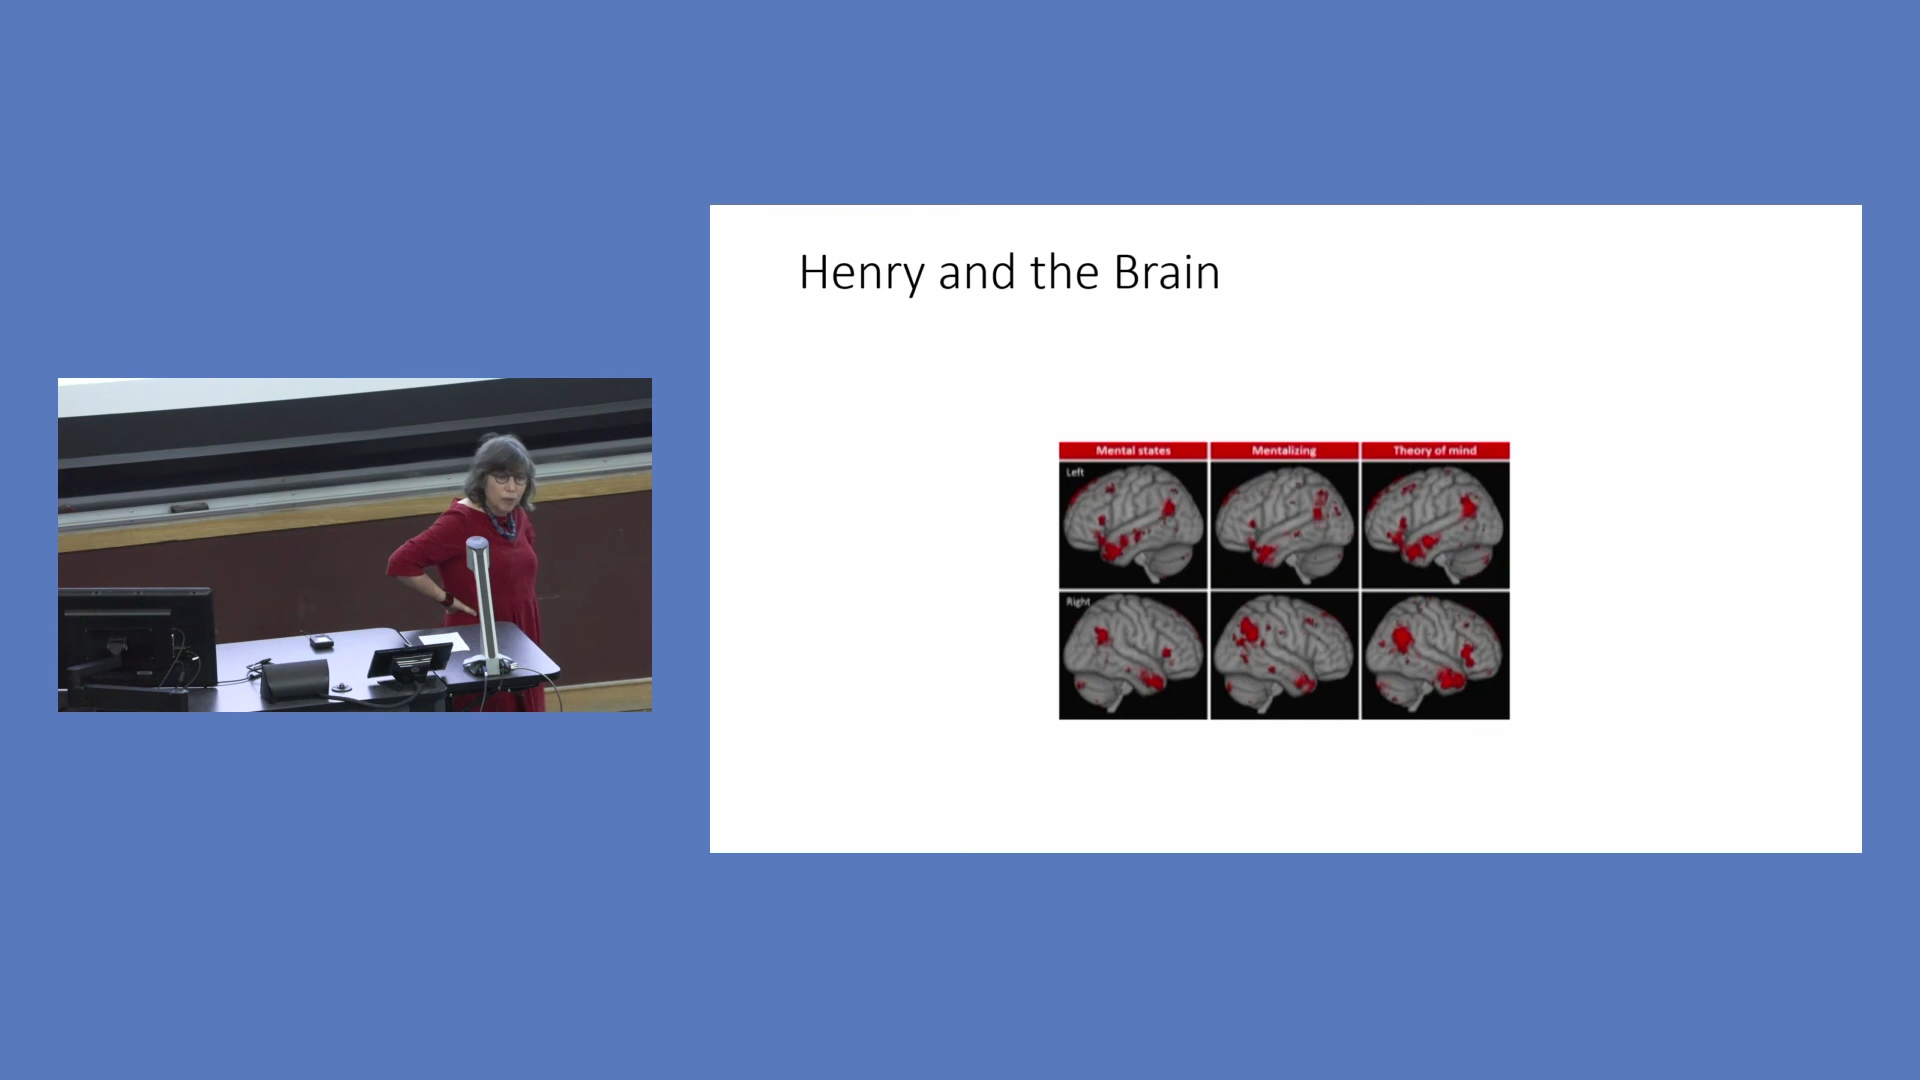 Henry and the Brain
Mental states Mentalizing Theory of mind
Left
Right